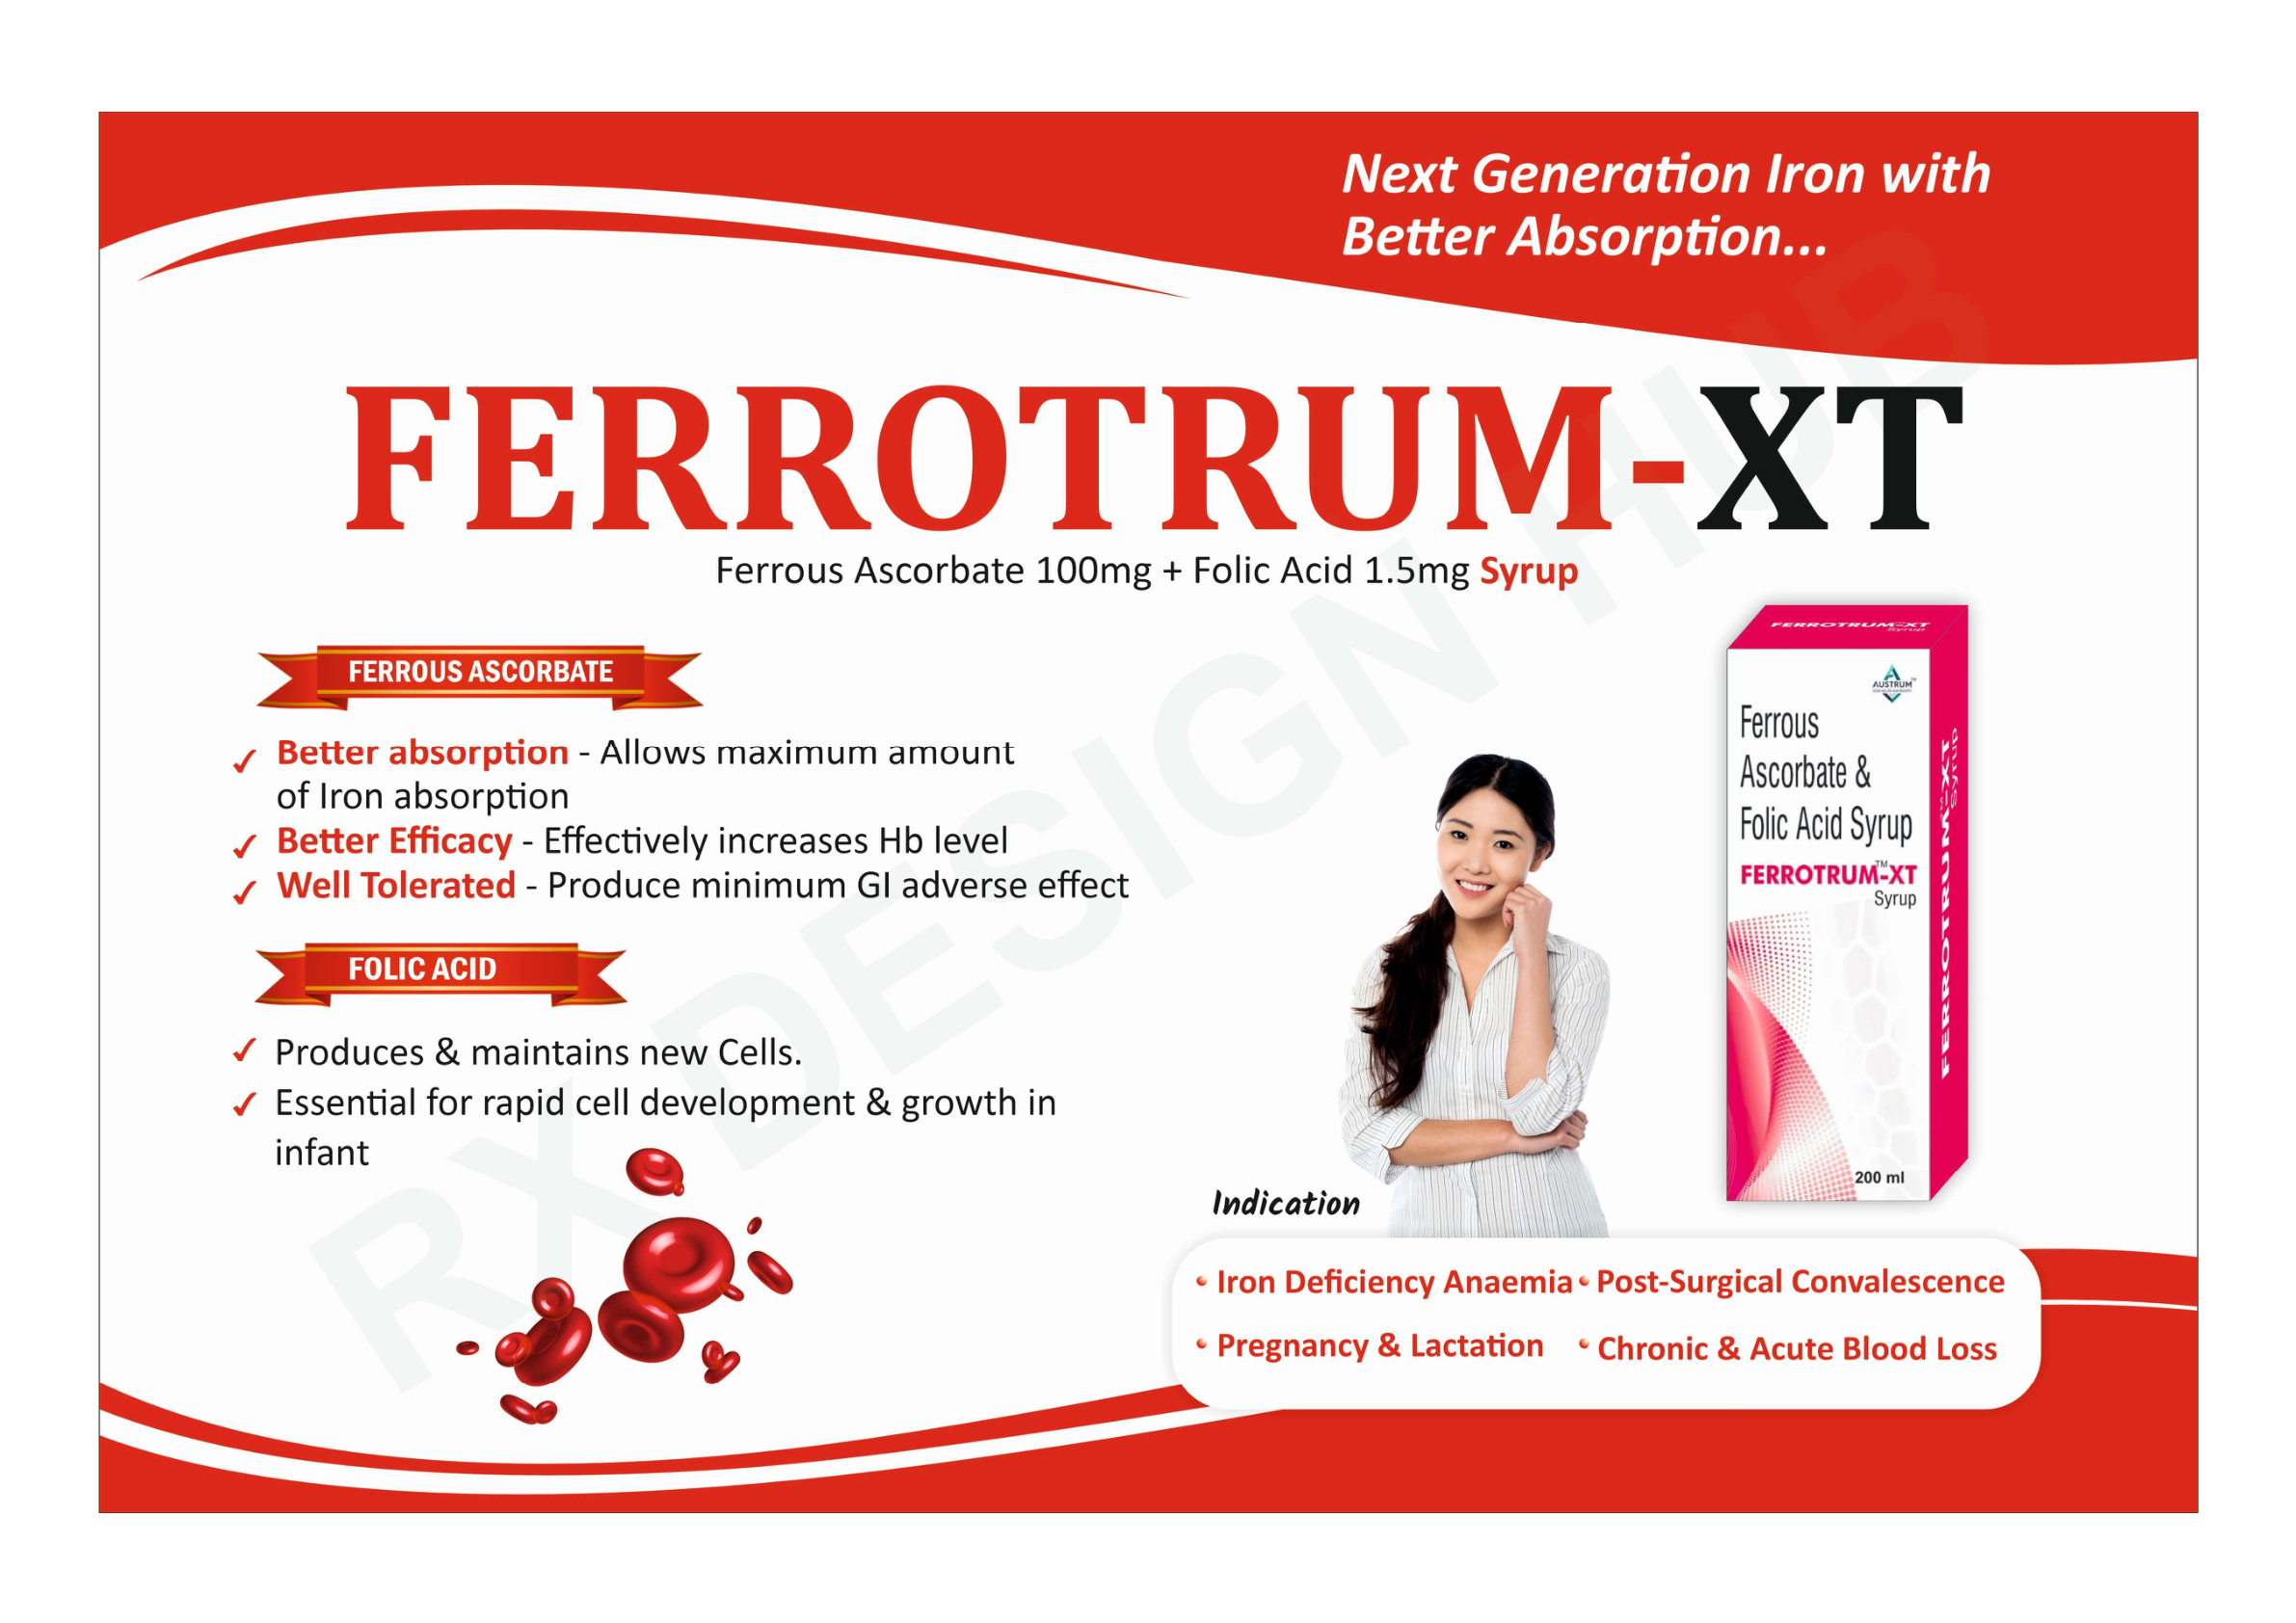 Next Generation Iron with
Better Absorption...
FERROTRUM-XT
Ferrous Ascorbate 100mg + Folic Acid 1.5mg Syrup
FERROUS ASCORBATE
Better absorption - Allows maximum amount
of Iron absorption
Better Efficacy - Effectively increases Hb level
Well Tolerated - Produce minimum GI adverse effect
FOLIC ACID
Produces & maintains new Cells.
Essential for rapid cell development & growth in
infant
FERROTRUM-XT
Syrup
AUSTRUM™
Ferrous
Ascorbate &
Folic Acid Syrup
FERROTRUM™-XT
Syrup
200 ml
FERROTRUM™-XT
Syrup
Indication
• Iron Deficiency Anaemia • Post-Surgical Convalescence
• Pregnancy & Lactation • Chronic & Acute Blood Loss
RX DESIGN HUB